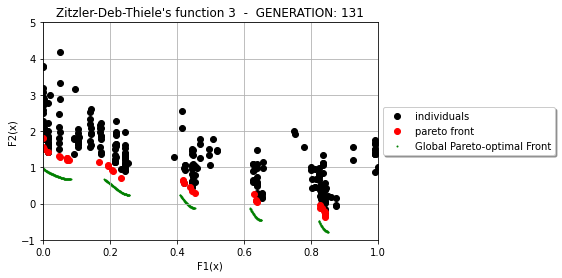 Zitzler-Deb-Thiele's function 3 - GENERATION: 131
5
4
3
2
1
0
−1
F2(x)
0.0 0.2 0.4 0.6 0.8 1.0
F1(x)
individuals
pareto front
Global Pareto-optimal Front